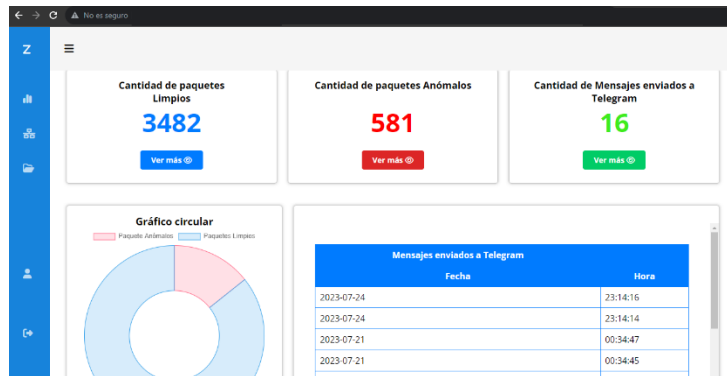 No es seguro
Z
Cantidad de paquetes
Limpios
3482
Ver más
Cantidad de paquetes Anómalos
581
Ver más
Cantidad de Mensajes enviados a
Telegram
16
Ver más
Gráfico circular
Paquete Anómalos Paquetes Limpios
Mensajes enviados a Telegram
Fecha Hora
2023-07-24 23:14:16
2023-07-24 23:14:14
2023-07-21 00:34:47
2023-07-21 00:34:45